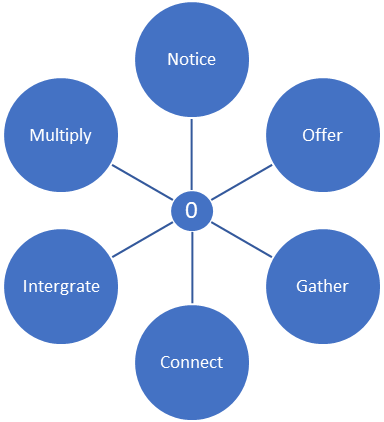 Notice
Multiply
Offer
0
Intergrate
Gather
Connect